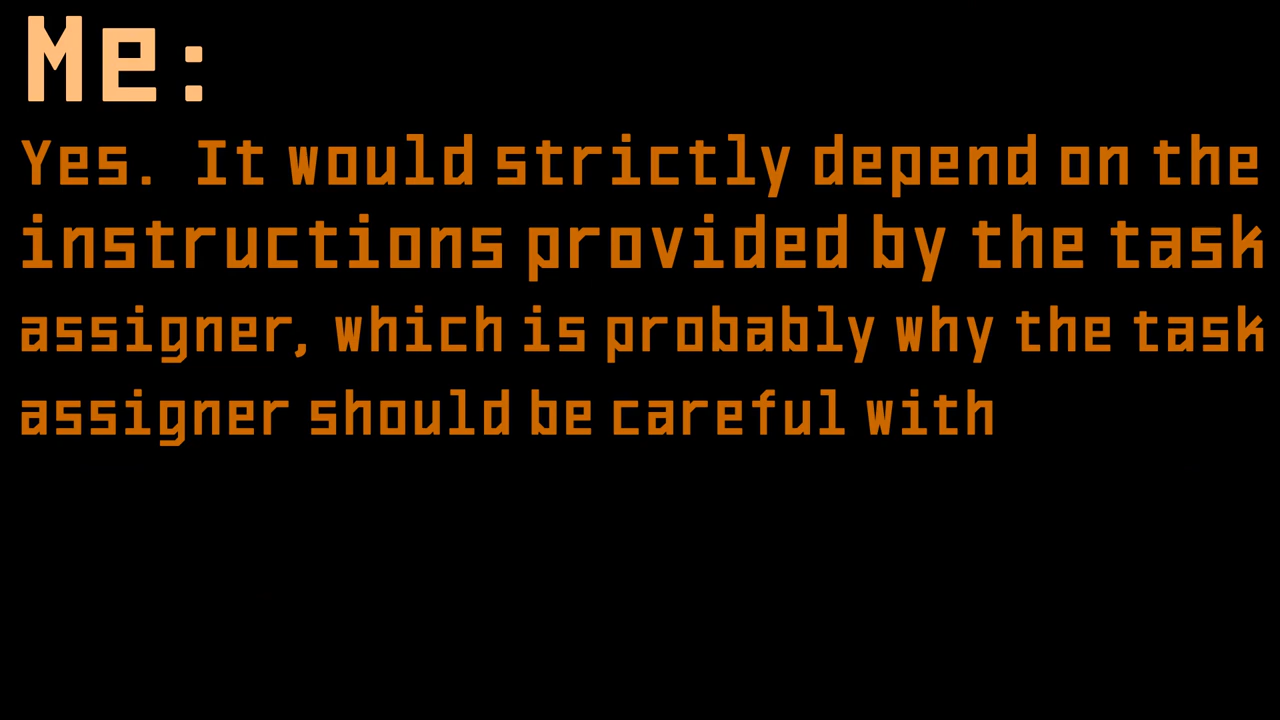 Me:
Yes. It would strictly depend on the
instructions provided by the task
assigner, which is probably why the task
assigner should be careful with